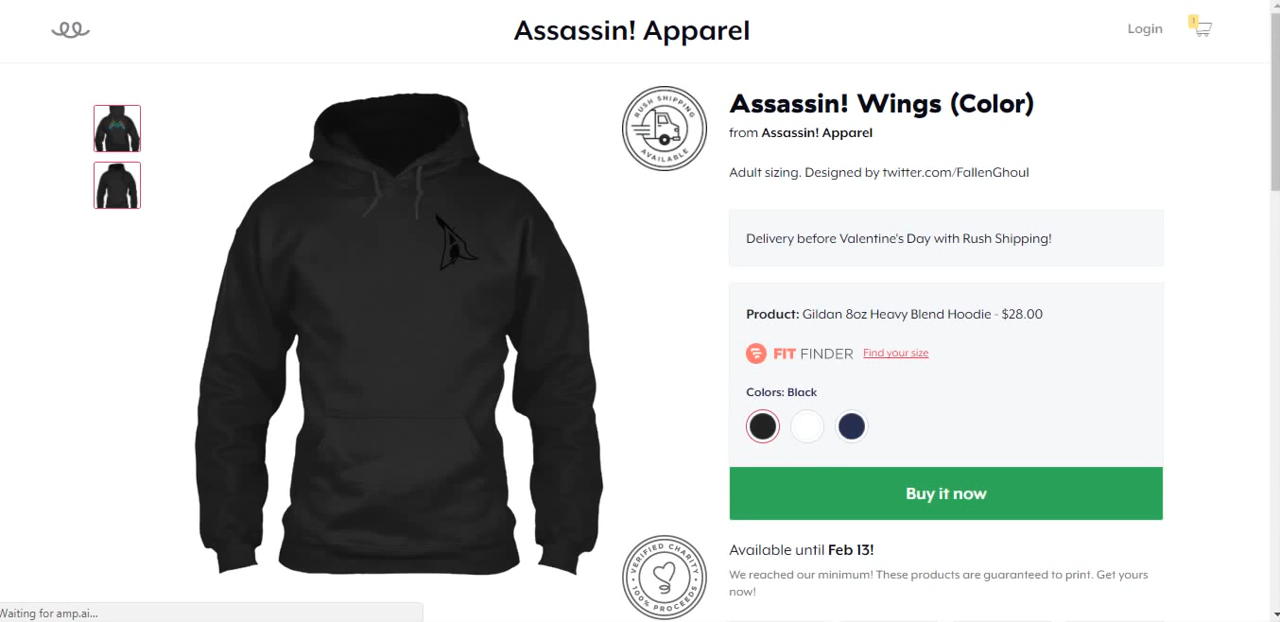 Assassin! Apparel
Login
1
RUSH SHIPPING
AVAILABLE
Assassin! Wings (Color)
from Assassin! Apparel
Adult sizing. Designed by twitter.com/FallenGhoul
Delivery before Valentine's Day with Rush Shipping!
Product: Gildan 8oz Heavy Blend Hoodie - $28.00
FIT FINDER Find your size
Colors: Black
Buy it now
VERIFIED CHARITY
100% PROCEEDS
Available until Feb 13!
We reached our minimum! These products are guaranteed to print. Get yours
now!
Waiting for amp.ai...